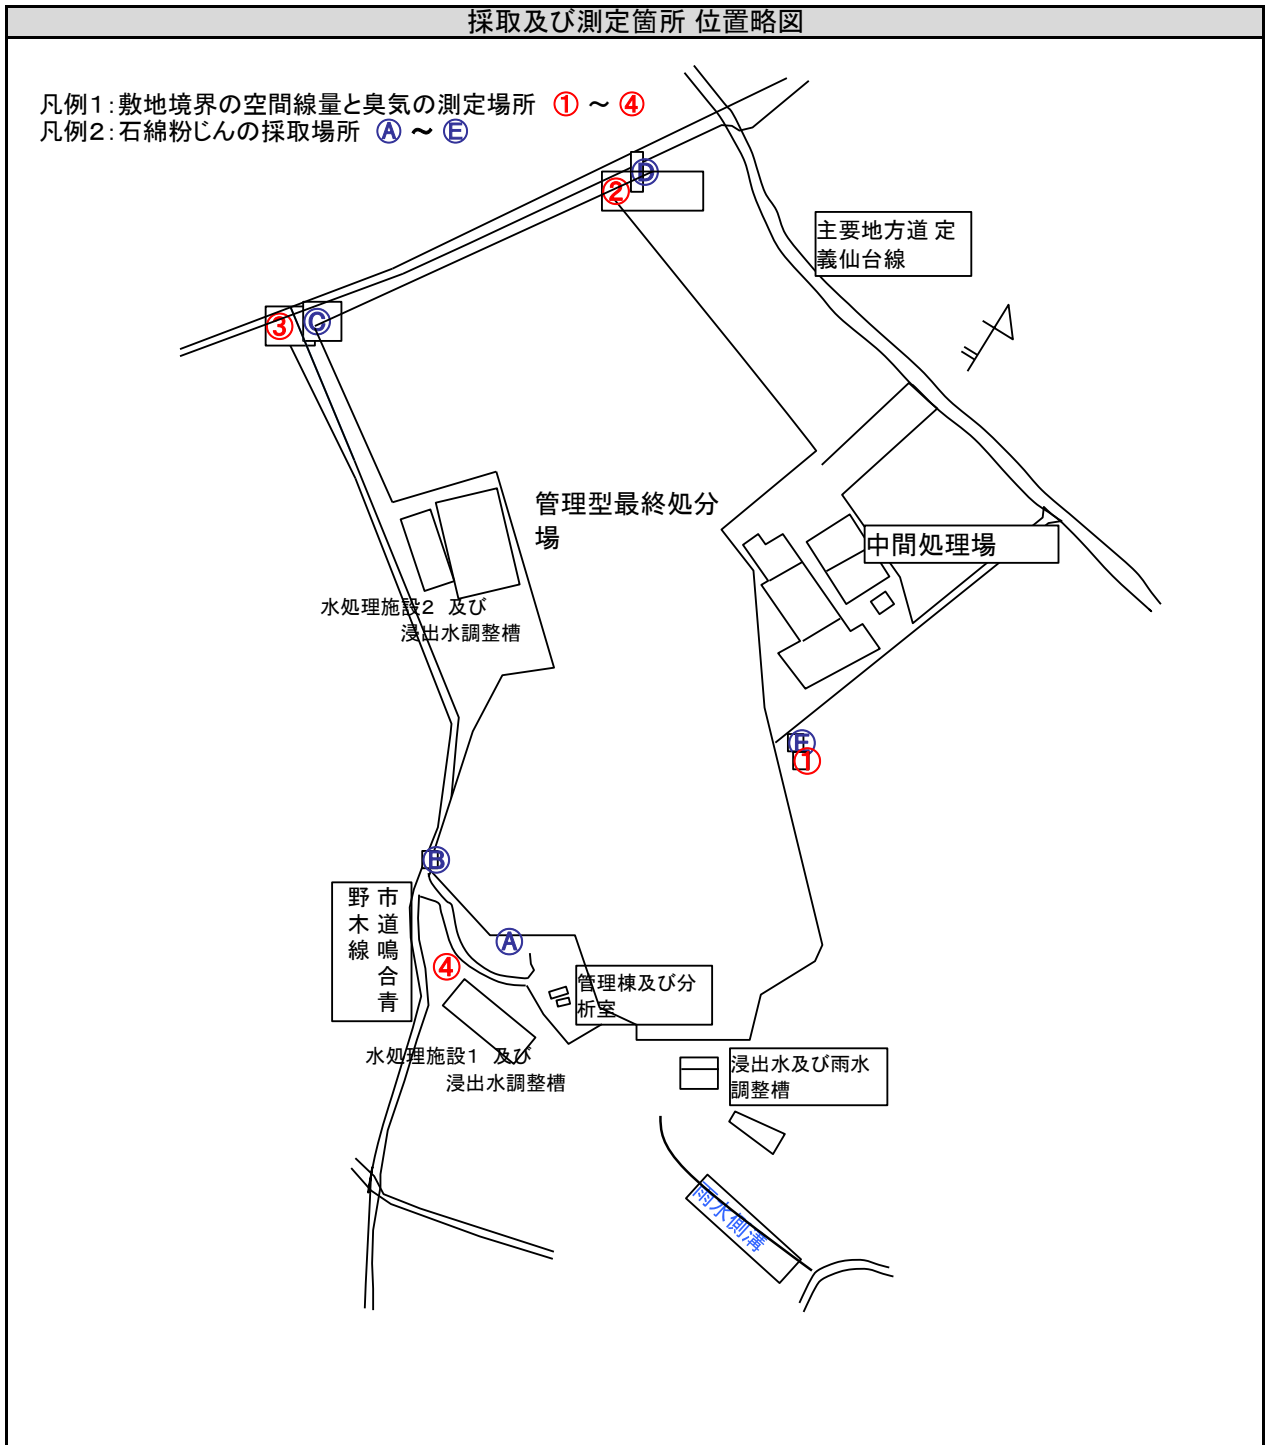 採取及び測定箇所 位置略図
凡例1：敷地境界の空間線量と臭気の測定場所 ① ～ ④
凡例2：石綿粉じんの採取場所 Ⓐ ～ Ⓔ
Ⓓ
②
主要地方道 定
義仙台線
③
Ⓒ
管理型最終処分
場
中間処理場
水処理施設2 及び
浸出水調整槽
Ⓔ
①
Ⓑ
市道鳴合青
野木線
Ⓐ
④
管理棟及び分
析室
水処理施設1 及び
浸出水調整槽
浸出水及び雨水
調整槽
雨水側溝